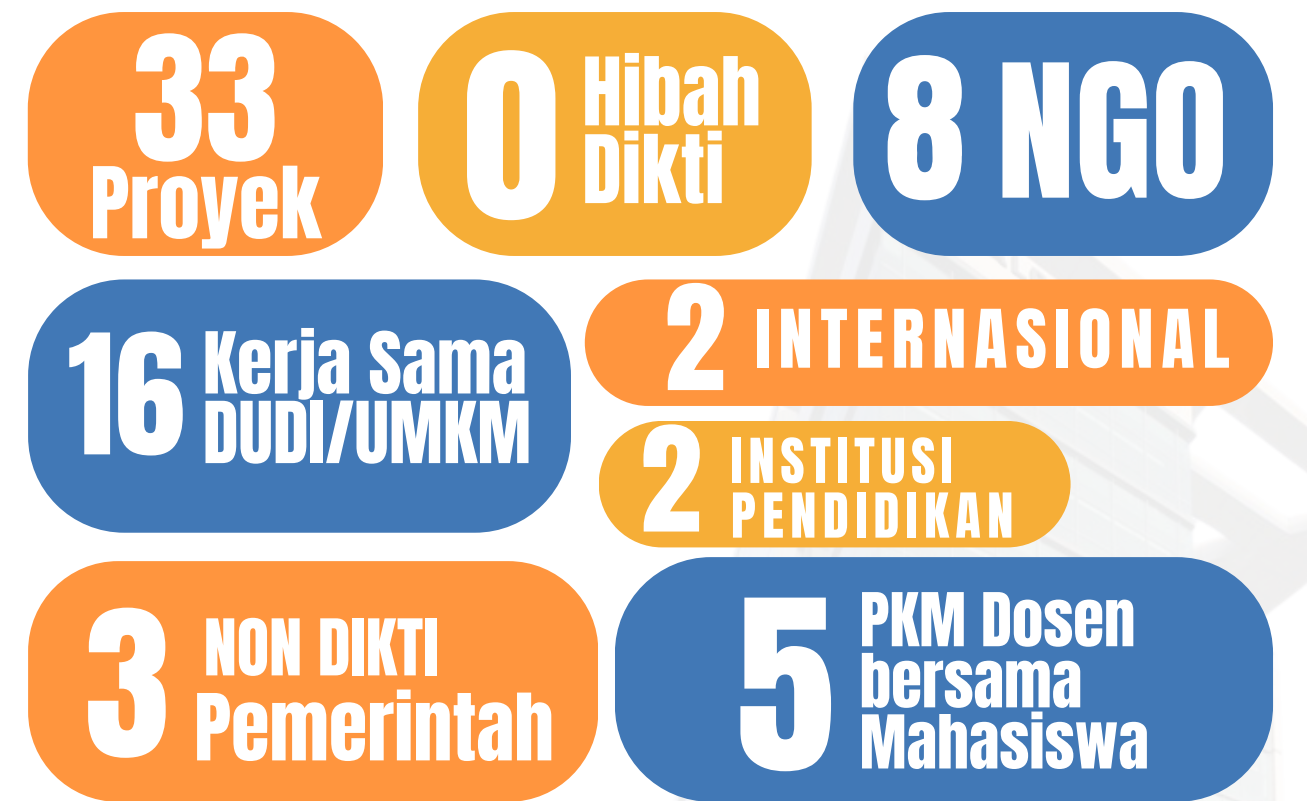 33
Proyek
0 Hibah
Dikti
8 NGO
16 Kerja Sama
DUDI/UMKM
2 INTERNASIONAL
2 INSTITUSI
PENDIDIKAN
3 NON DIKTI
Pemerintah
5 PKM Dosen
bersama
Mahasiswa